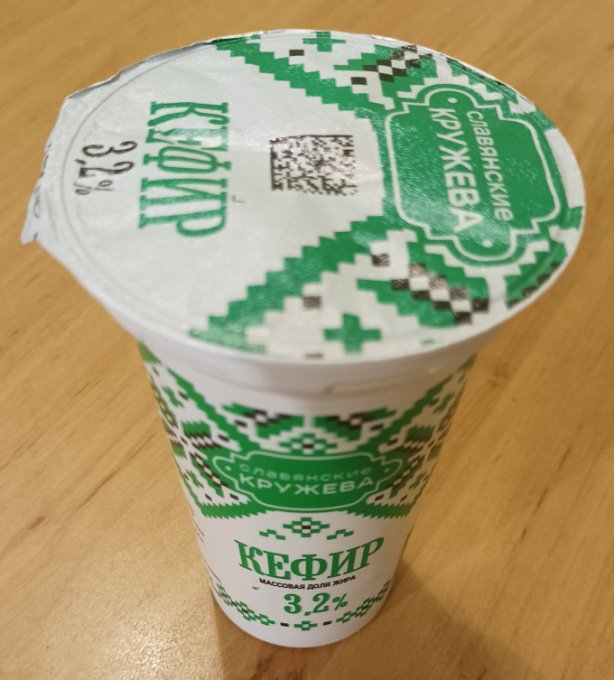 СЛАВЯНСКИЕ
КРУЖЕВА
КЕФИР
3,2%
СЛАВЯНСКИЕ
КРУЖЕВА
КЕФИР
МАССОВАЯ ДОЛЯ ЖИРА
3,2%